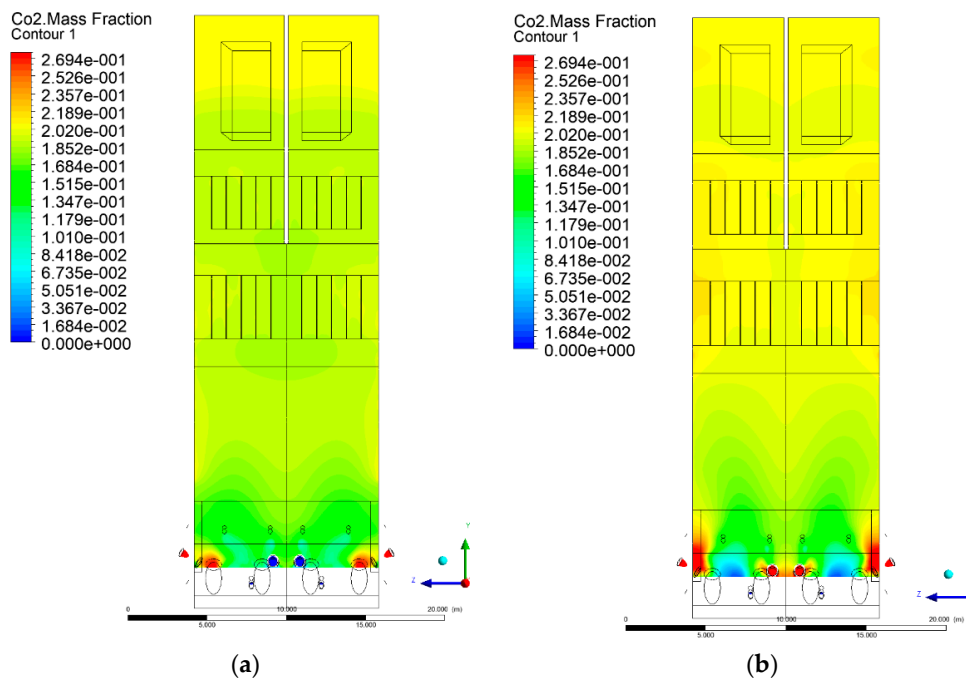 Co2.Mass Fraction
Contour 1
2.694e-001
2.526e-001
2.357e-001
2.189e-001
2.020e-001
1.852e-001
1.684e-001
1.515e-001
1.347e-001
1.179e-001
1.010e-001
8.418e-002
6.735e-002
5.051e-002
3.367e-002
1.684e-002
0.000e+000
Y
Z
0
10.000
20.000 (m)
5.000
15.000
(a)
Co2.Mass Fraction
Contour 1
2.694e-001
2.526e-001
2.357e-001
2.189e-001
2.020e-001
1.852e-001
1.684e-001
1.515e-001
1.347e-001
1.179e-001
1.010e-001
8.418e-002
6.735e-002
5.051e-002
3.367e-002
1.684e-002
0.000e+000
Z
0
10.000
20.000 (m)
5.000
15.000
(b)